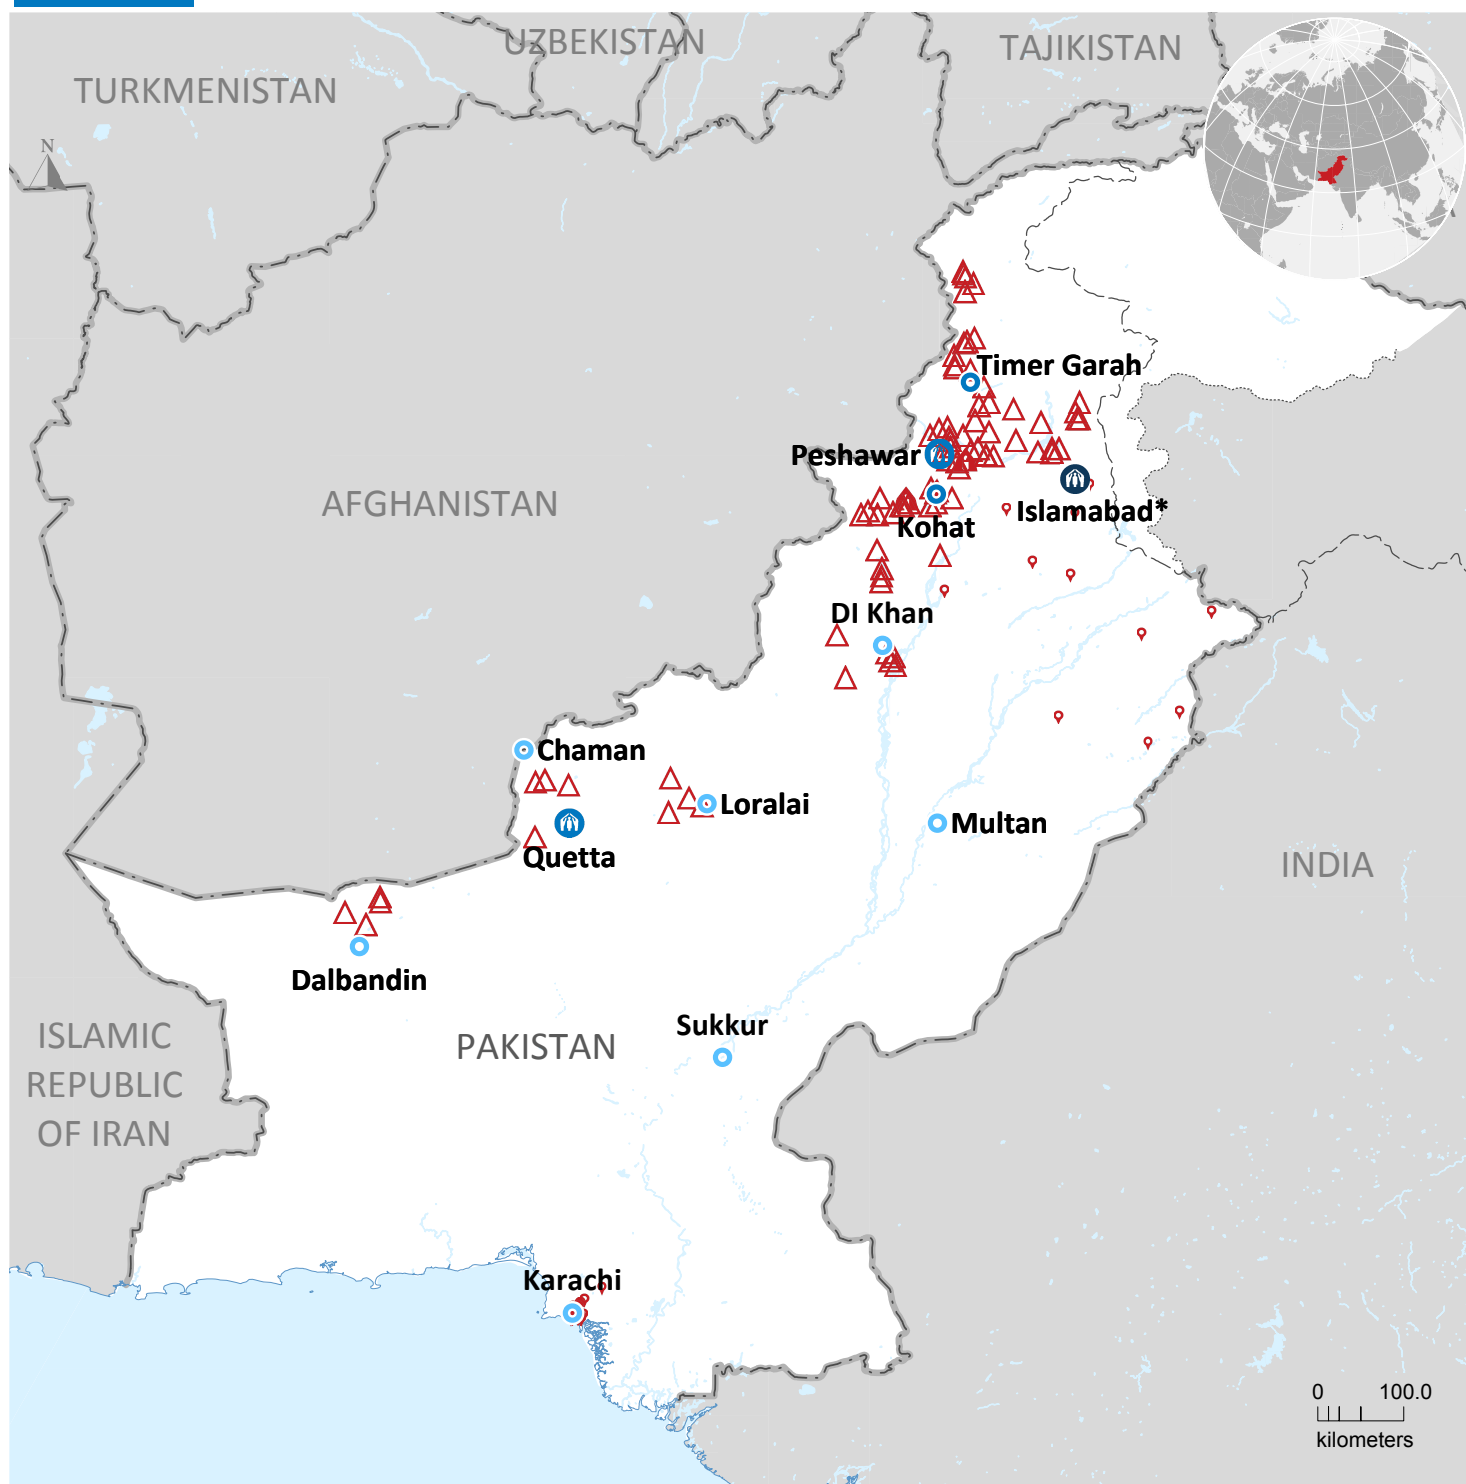 UZBEKISTAN
TAJIKISTAN
TURKMENISTAN
N
Timer Garah
Peshawar
AFGHANISTAN
Islamabad*
Kohat
DI Khan
Chaman
Loralai
Multan
Quetta
INDIA
Dalbandin
Sukkur
ISLAMIC
REPUBLIC
OF IRAN
PAKISTAN
Karachi
0 100.0
kilometers